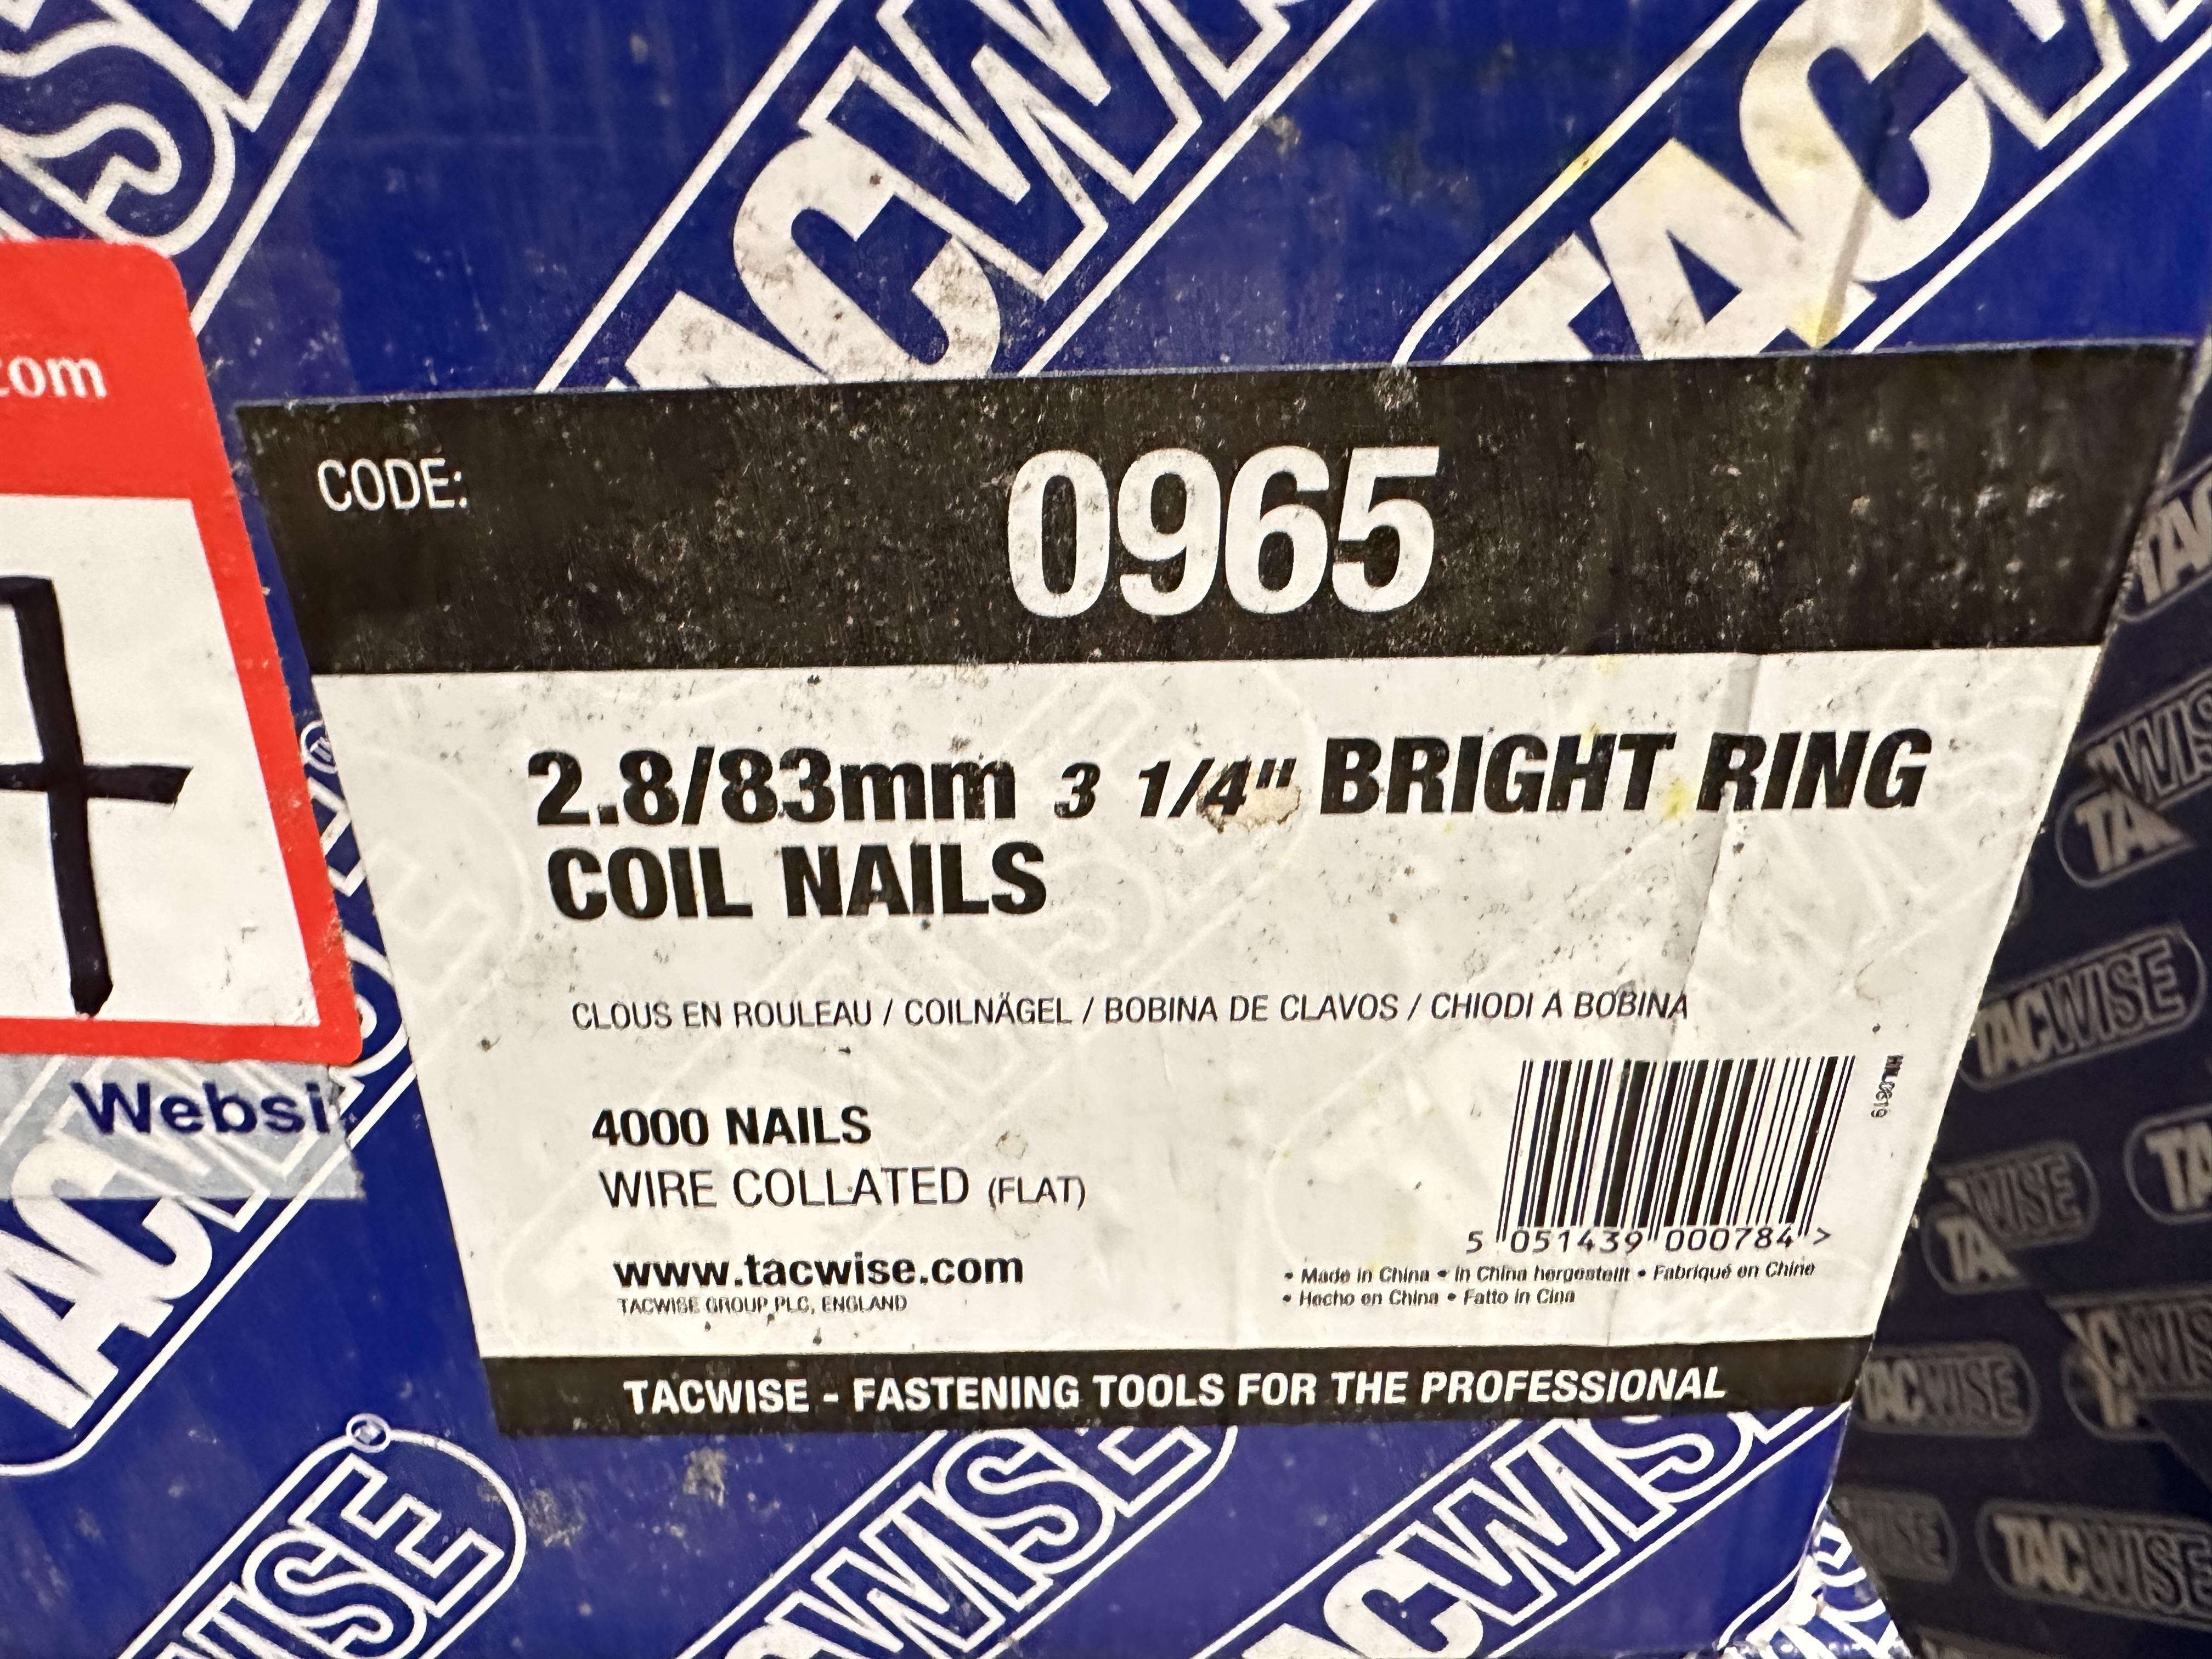 TACWISE
com
CODE: 0965
2.8/83mm 3 1/4" BRIGHT RING
COIL NAILS
CLOUS EN ROULEAU / COILNÄGEL / BOBINA DE CLAVOS / CHIODI A BOBINA
4000 NAILS
WIRE COLLATED (FLAT)
www.tacwise.com
TACWISE GROUP PLC, ENGLAND
5 051439 000784 >
• Made in China • In China hergestellt • Fabriqué en Chine
• Hecho en China • Fatto in Cina
TACWISE - FASTENING TOOLS FOR THE PROFESSIONAL
Websi
TACWISE
TACWISE
TACWISE